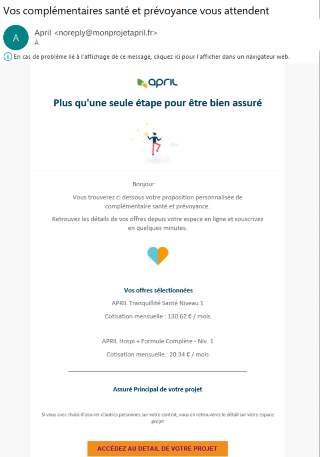 Vos complémentaires santé et prévoyance vous attendent
A
April <noreply@monprojetapril.fr>
À
En cas de problème lié à l'affichage de ce message, cliquez ici pour l'afficher dans un navigateur web.
april
Plus qu'une seule étape pour être bien assuré
Bonjour
Vous trouverez ci dessous votre proposition personnalisée de
complémentaire santé et prévoyance.
Retrouvez les détails de vos offres depuis votre espace en ligne et souscrivez
en quelques minutes.
Vos offres sélectionnées
APRIL Tranquillité Santé Niveau 1
Cotisation mensuelle : 130.62 € / mois
APRIL Hospi + Formule Complète - Niv. 1
Cotisation mensuelle : 20.34 € / mois
Assuré Principal de votre projet
Si vous avez choisi d'assurer d'autres personnes sur votre contrat, vous en retrouverez le détail sur votre espace
projet
ACCÉDEZ AU DETAIL DE VOTRE PROJET